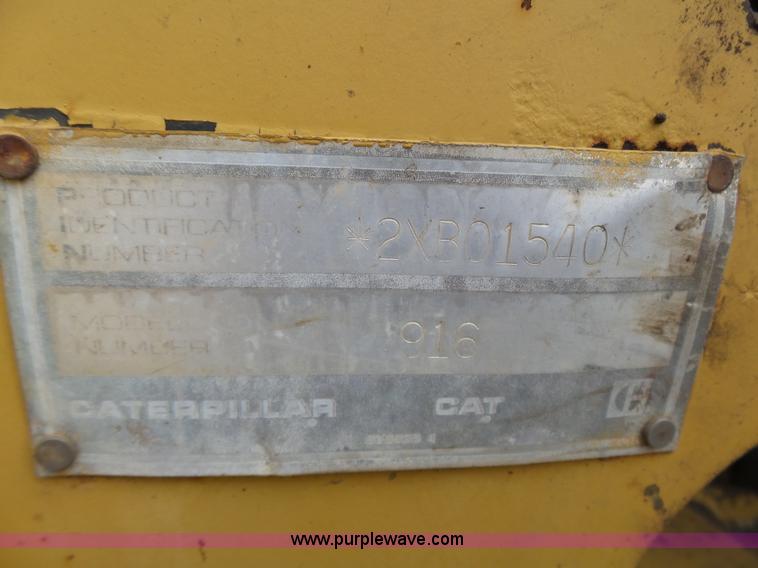 PRODUCT
IDENTIFICATION
NUMBER
*2XB01540*
MODEL
NUMBER
916
CATERPILLAR CAT
www.purplewave.com